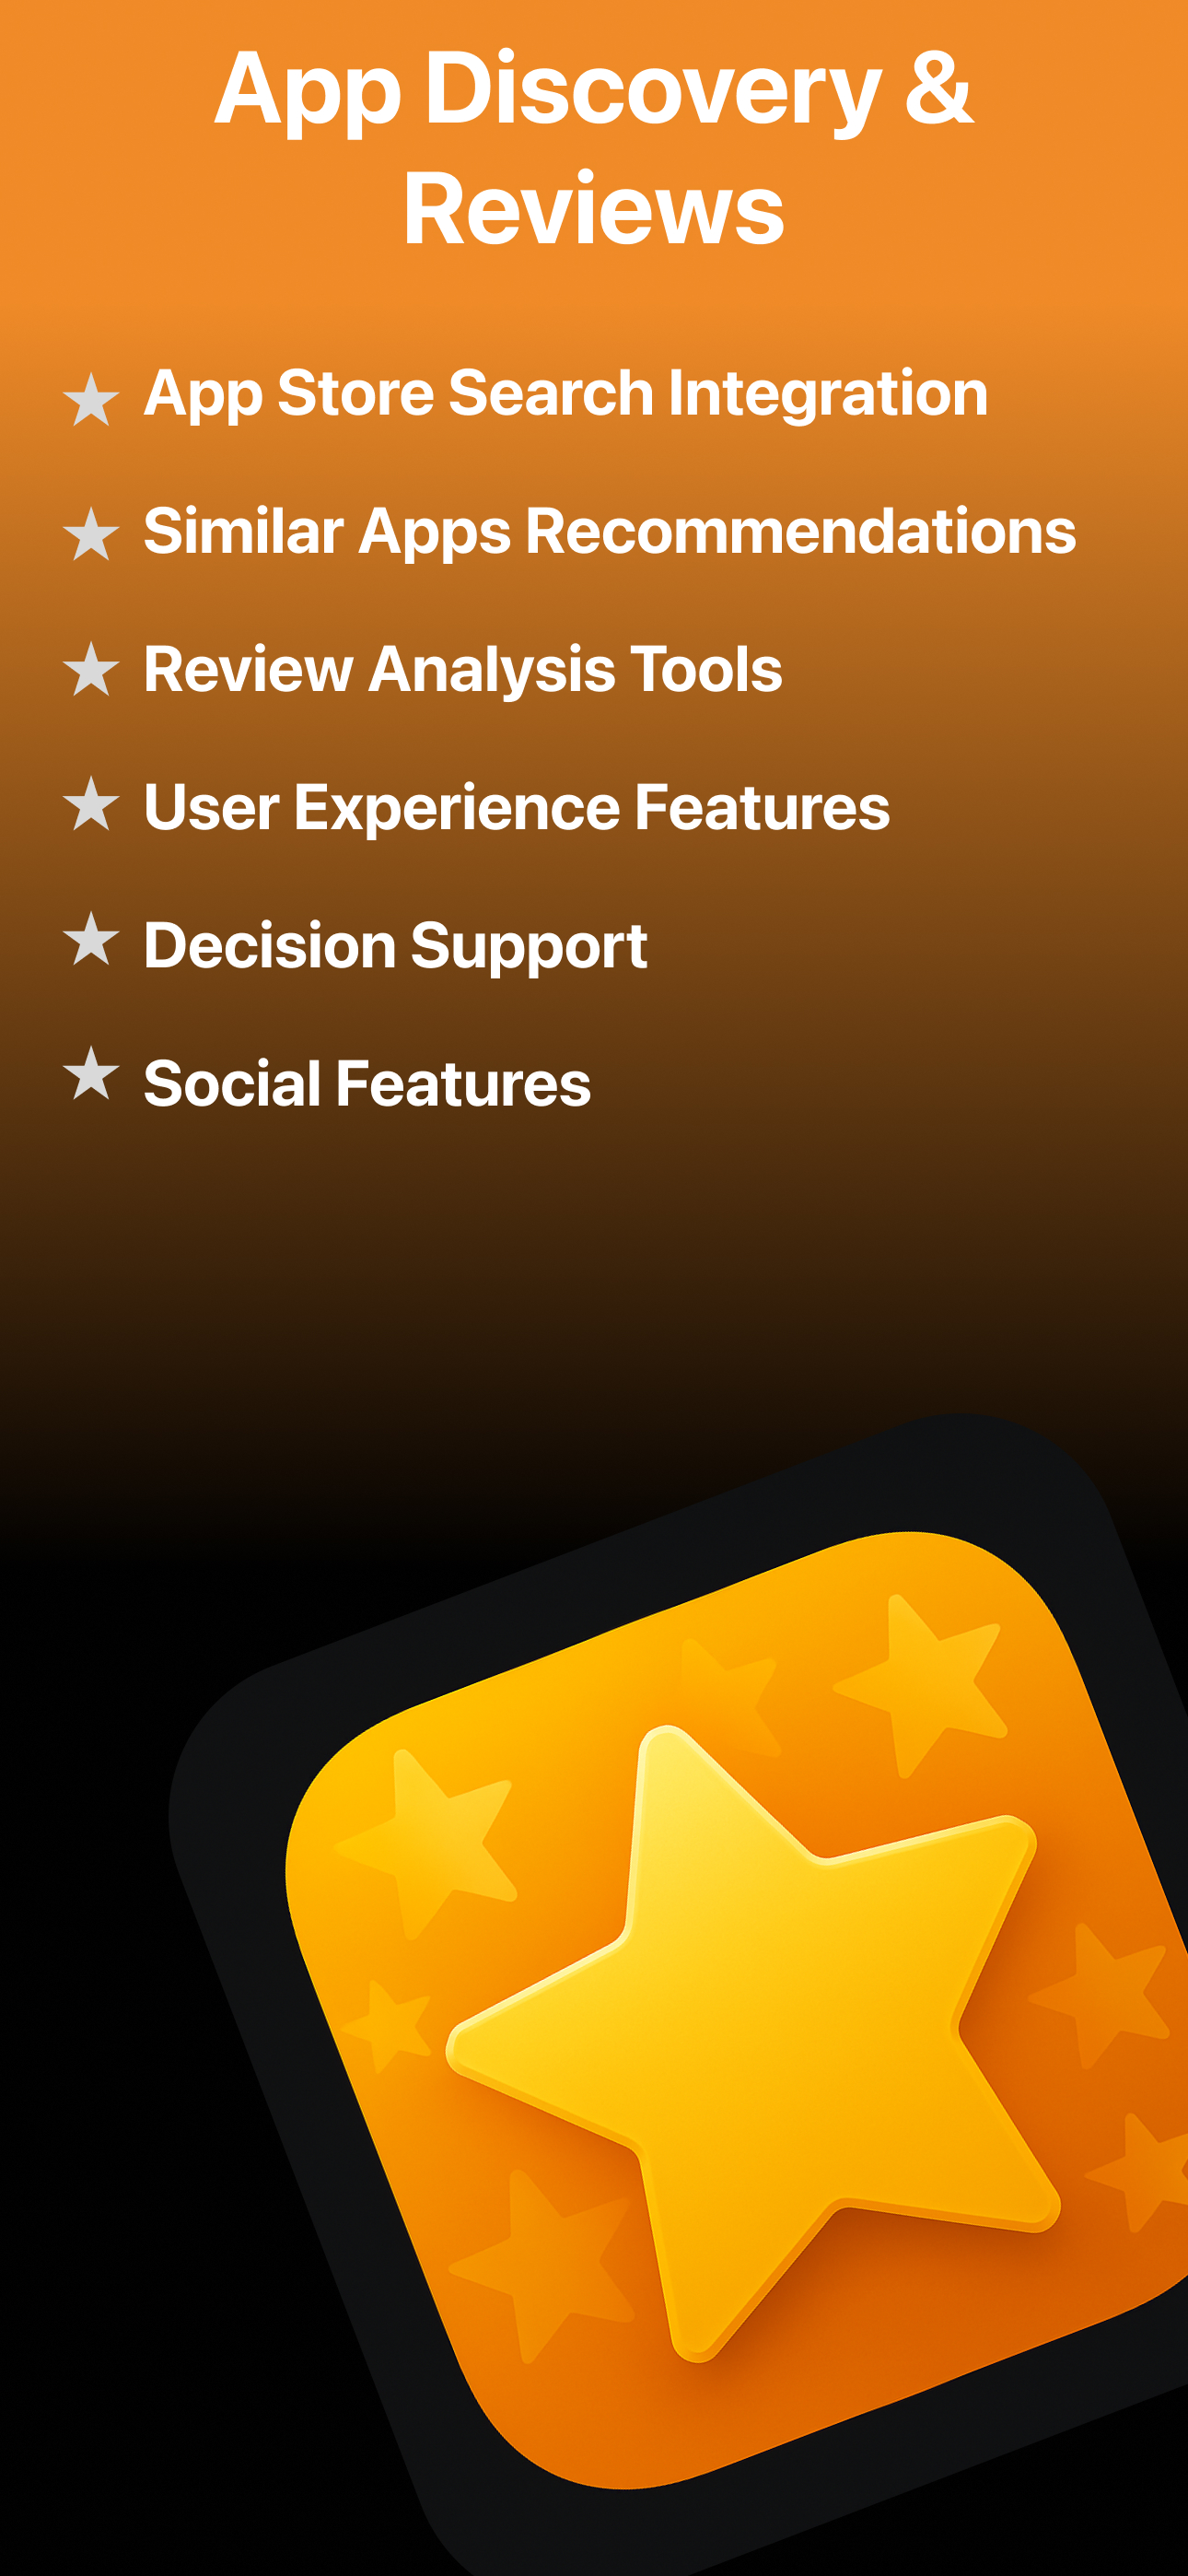 App Discovery &
Reviews
App Store Search Integration
Similar Apps Recommendations
Review Analysis Tools
User Experience Features
Decision Support
Social Features